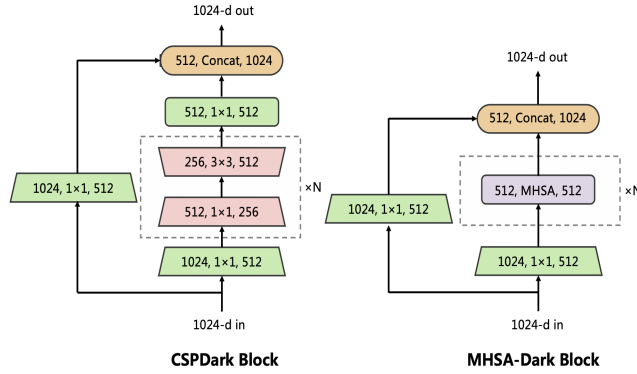 1024-d out
512, Concat, 1024
512, 1×1, 512
256, 3×3, 512
×N
1024, 1×1, 512
512, 1×1, 256
1024, 1×1, 512
1024-d in
CSPDark Block
1024-d out
512, Concat, 1024
512, MHSA, 512
×N
1024, 1×1, 512
1024, 1×1, 512
1024-d in
MHSA-Dark Block